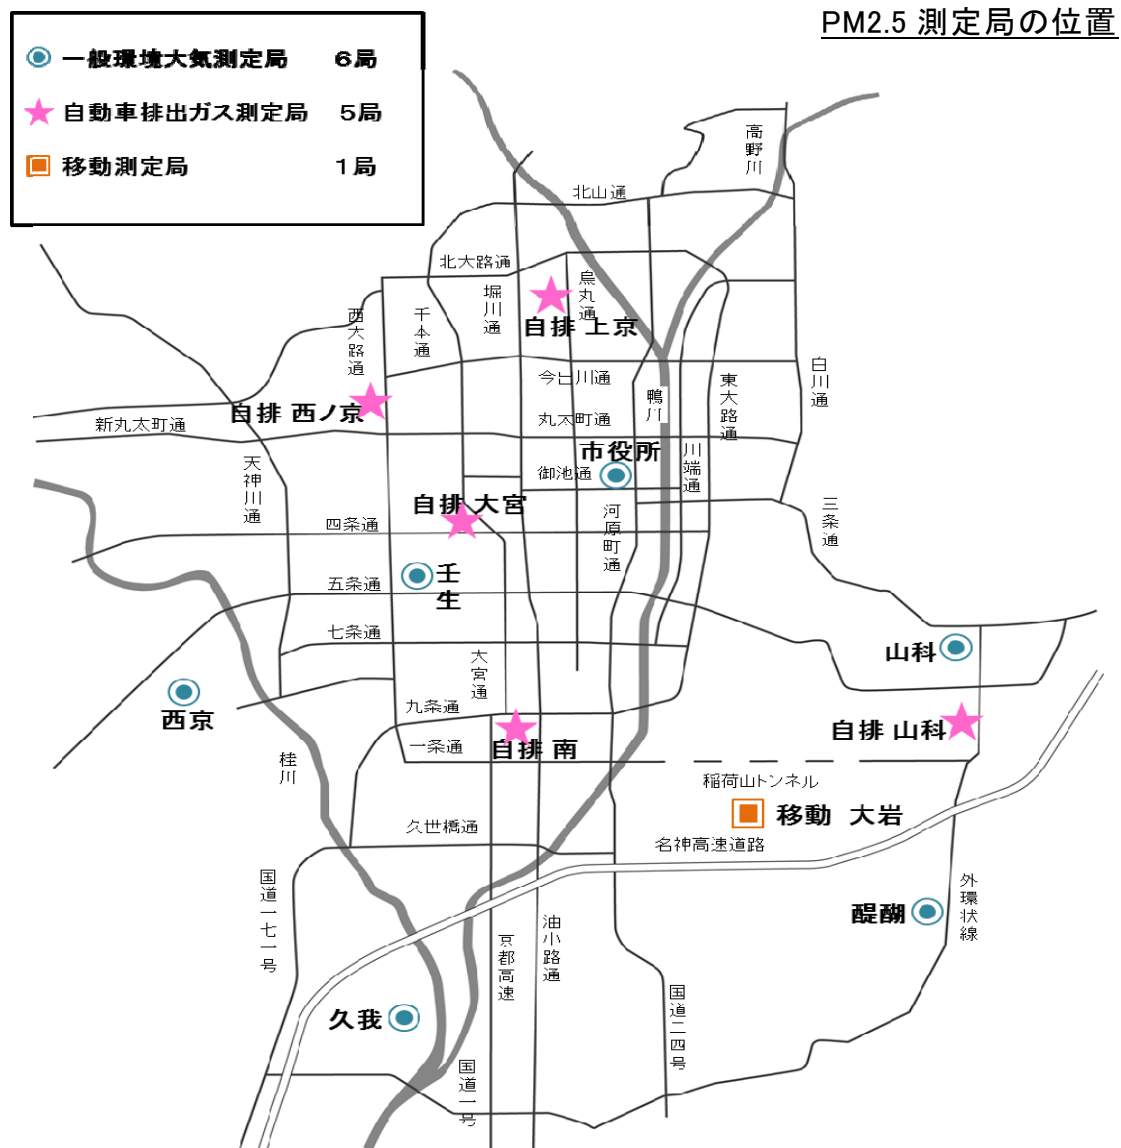 PM2.5 測定局の位置
一般環境大気測定局 6局
自動車排出ガス測定局 5局
移動測定局 1局
高野川
北山通
北大路通
烏丸通
堀川通
西大路通
千本通
自排 上京
白川通
今出川通
東大路通
鴨川
自排 西ノ京
丸太町通
新丸太町通
市役所
川端通
天神川通
御池通
自排 大宮
河原町通
三条通
四条通
壬生
五条通
七条通
山科
大宮通
西京
九条通
自排 山科
一条通
自排 南
桂川
稲荷山トンネル
移動 大岩
久世橋通
名神高速道路
国道一七一号
外環状線
醍醐
油小路通
京都高速
国道二四号
久我
国道一号